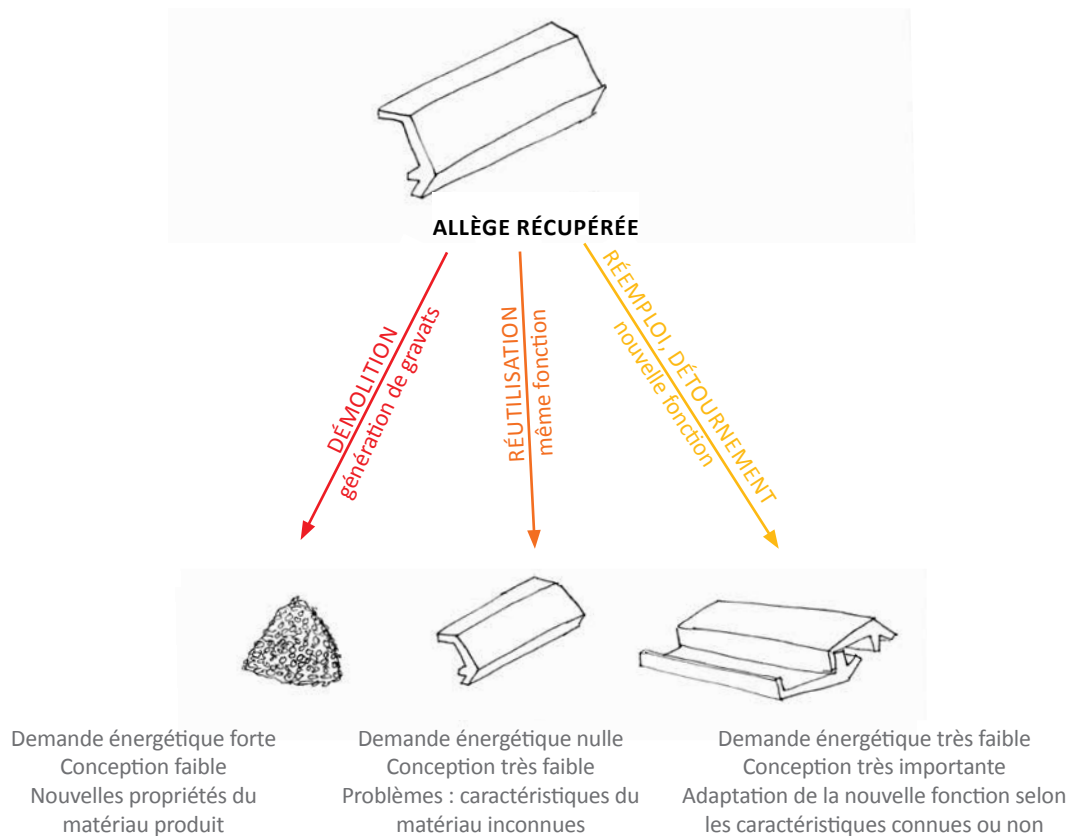 ALLÈGE RÉCUPÉRÉE
DÉMOLITION
génération de gravats
RÉUTILISATION
même fonction
RÉEMPLOI, DÉTOURNEMENT
nouvelle fonction
Demande énergétique forte
Conception faible
Nouvelles propriétés du
matériau produit
Demande énergétique nulle
Conception très faible
Problèmes : caractéristiques du
matériau inconnues
Demande énergétique très faible
Conception très importante
Adaptation de la nouvelle fonction selon
les caractéristiques connues ou non